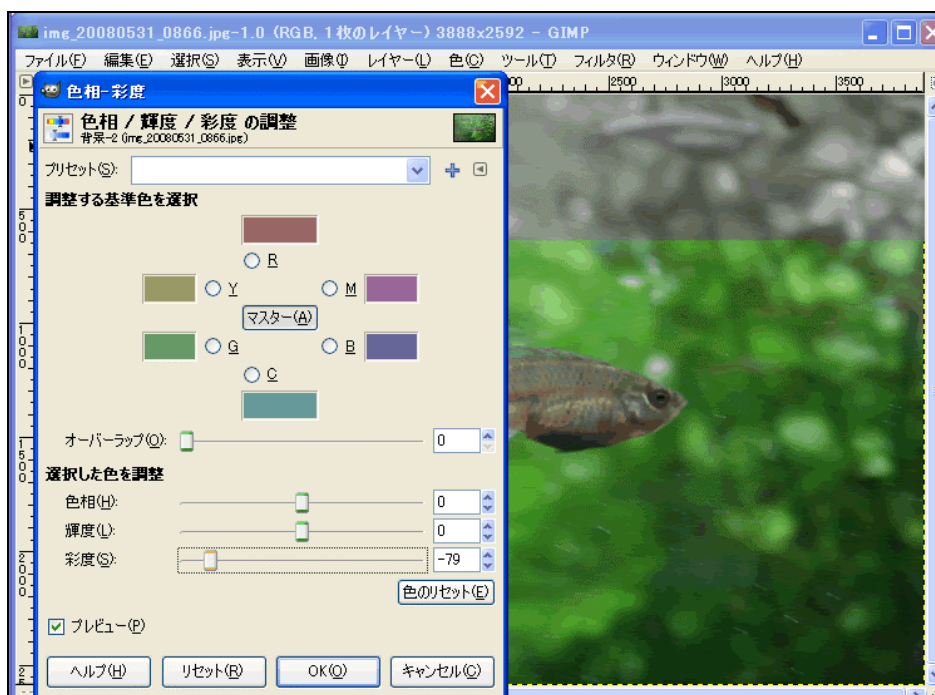 img_20080531_0866.jpg-1.0 (RGB, 1 枚のレイヤー) 3888x2592 - GIMP
ファイル(F) 編集(E) 選択(S) 表示(V) 画像(I) レイヤー(L) 色(C) ツール(T) フィルタ(R) ウィンドウ(W) ヘルプ(H)
2500 3000 3500
色相-彩度
色相 / 輝度 / 彩度 の調整
背景-2 (img_20080531_0866.jpg)
プリセット(S):
調整する基準色を選択
R
Y M
マスター(A)
G B
C
オーバーラップ(O): 0
選択した色を調整
色相(H): 0
輝度(L): 0
彩度(S): -79
色のリセット(E)
プレビュー(P)
ヘルプ(H) リセット(R) OK(O) キャンセル(C)
0
500
1000
1500
2000